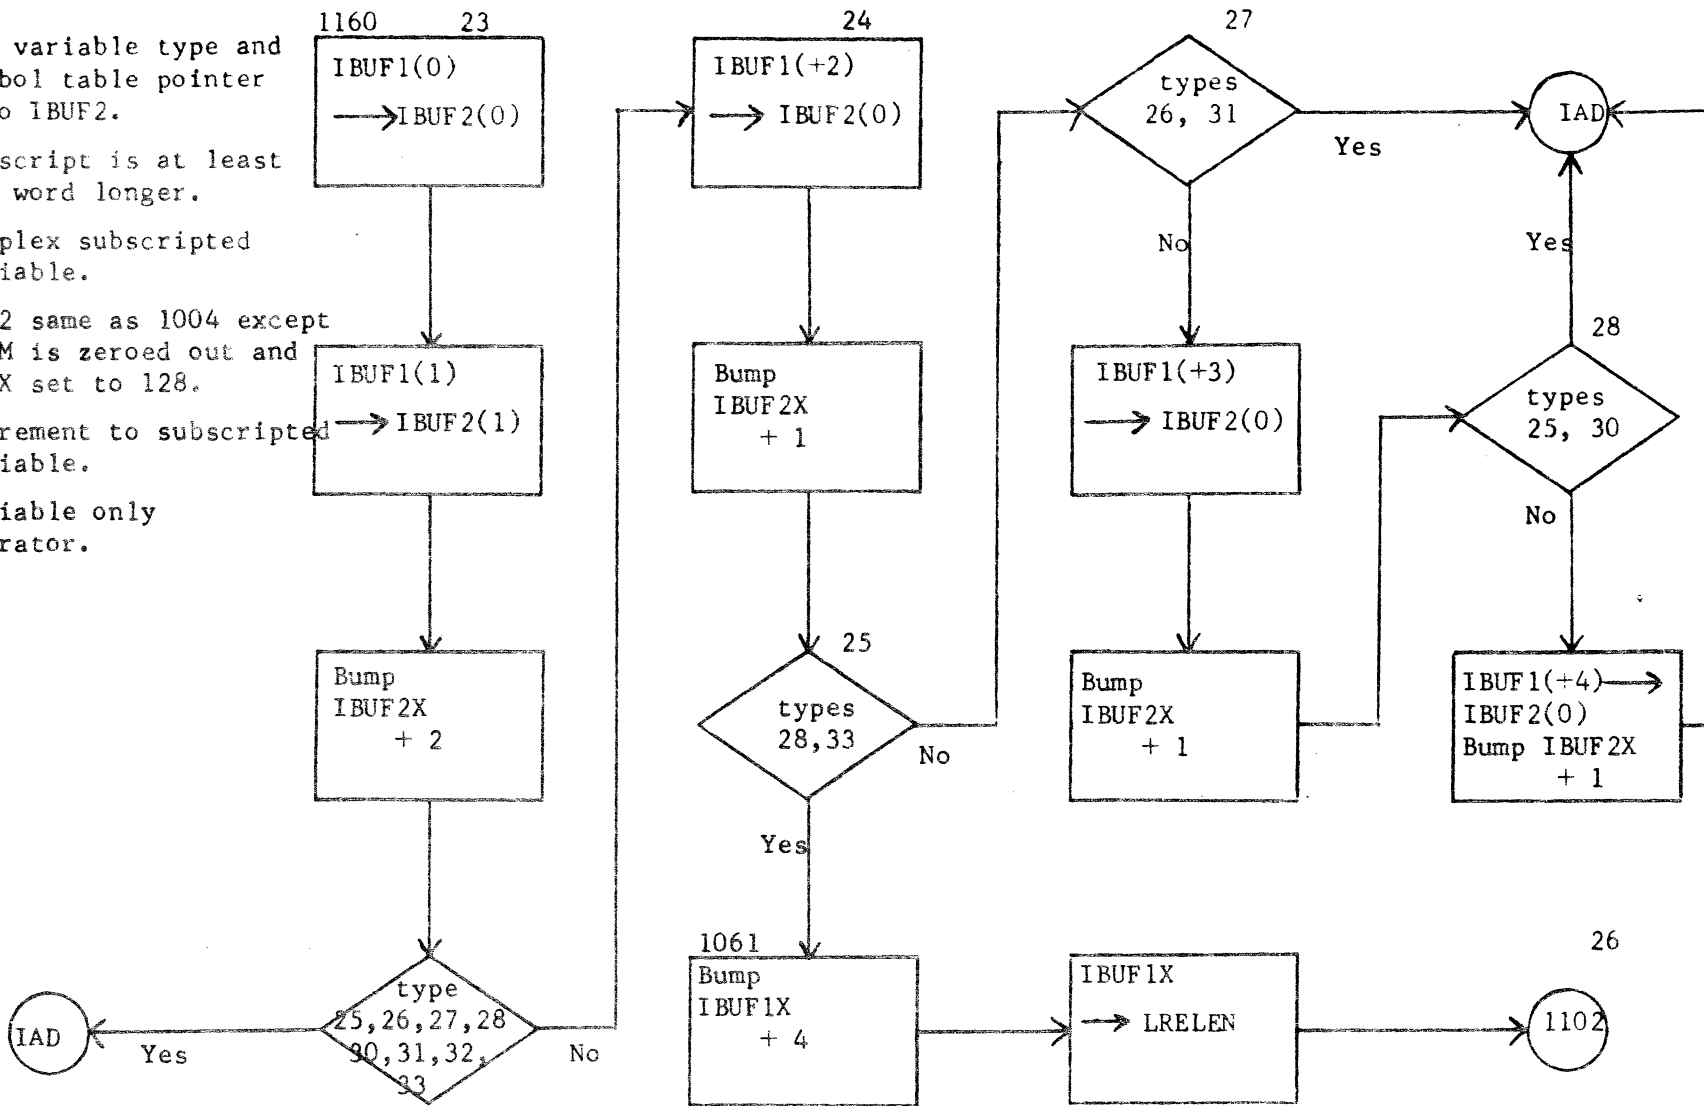 variable type and
bol table pointer
o IBUF2.
script is at least
word longer.
plex subscripted
iable.
2 same as 1004 except
M is zeroed out and
X set to 128.
rement to subscripted
iable.
iable only
rator.
1160 23
IBUF1(0)
→IBUF2(0)
IBUF1(1)
→ IBUF2(1)
Bump
IBUF2X
+ 2
type
25,26,27,28
30,31,32,
33
Yes
No
IAD
24
IBUF1(+2)
→ IBUF2(0)
Bump
IBUF2X
+ 1
25
types
28,33
No
Yes
1061
Bump
IBUF1X
+ 4
IBUF1X
→ LRELEN
26
1102
27
types
26, 31
Yes
No
IAD
IBUF1(+3)
→ IBUF2(0)
Bump
IBUF2X
+ 1
28
types
25, 30
Yes
No
IBUF1(+4)→
IBUF2(0)
Bump IBUF2X
+ 1